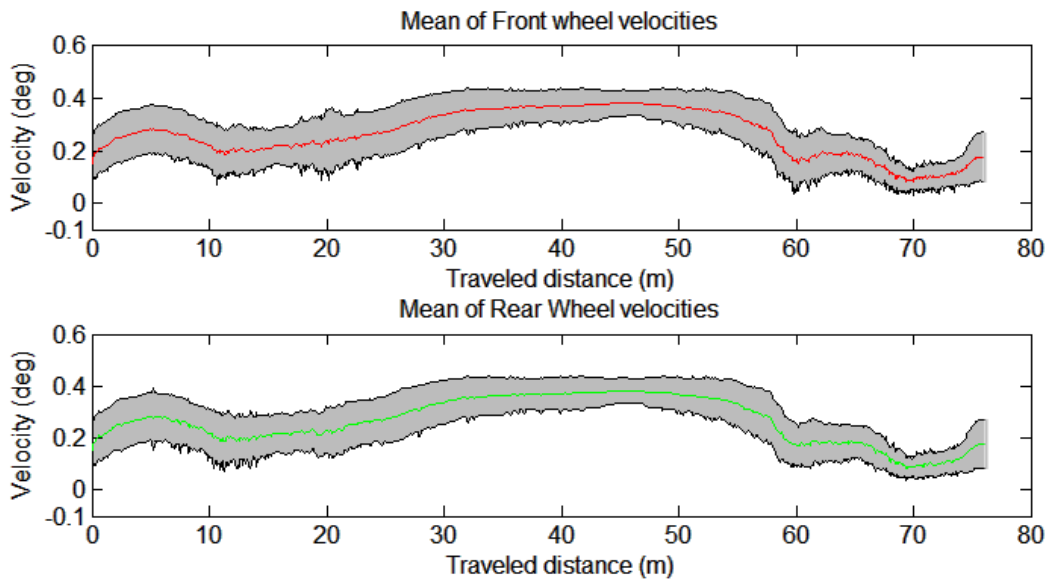 Mean of Front wheel velocities
0.6
0.4
0.2
0
-0.1
Velocity (deg)
0 10 20 30 40 50 60 70 80
Traveled distance (m)
Mean of Rear Wheel velocities
0.6
0.4
0.2
0
-0.1
Velocity (deg)
0 10 20 30 40 50 60 70 80
Traveled distance (m)